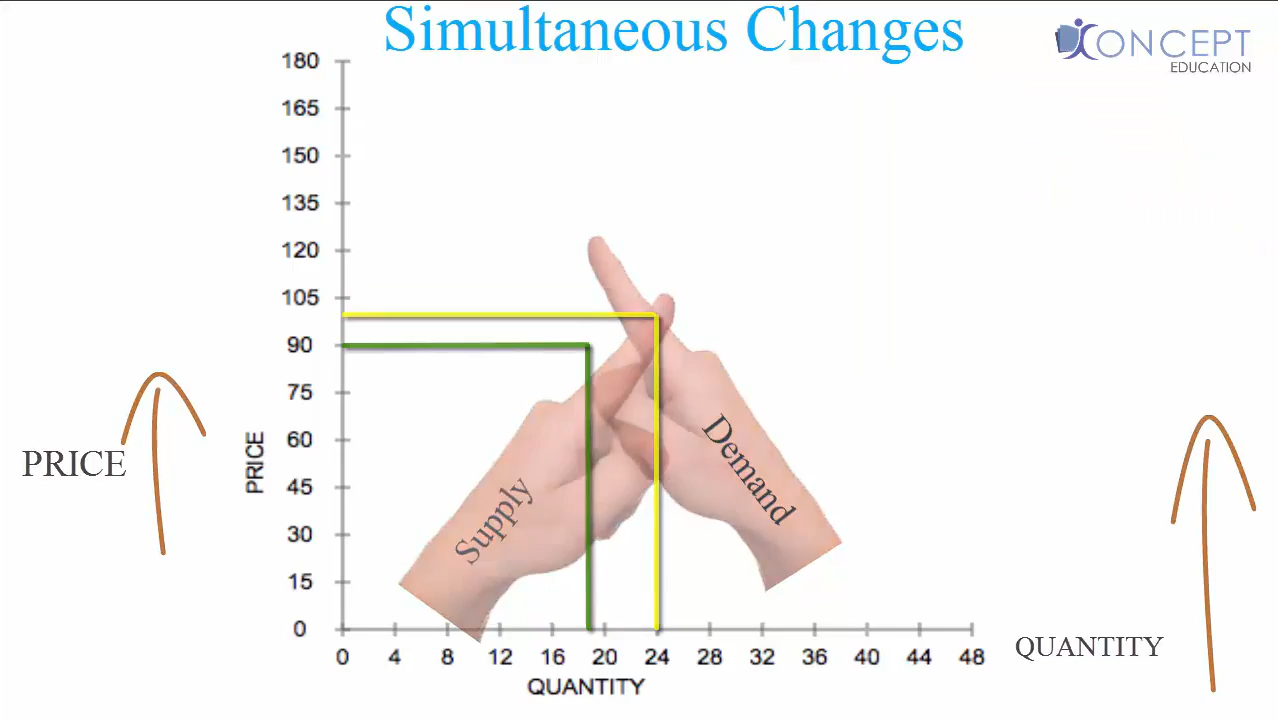 Simultaneous Changes
CONCEPT
EDUCATION
180
165
150
135
120
105
90
75
60
45
30
15
0
PRICE
PRICE
Supply
Demand
0 4 8 12 16 20 24 28 32 36 40 44 48
QUANTITY
QUANTITY